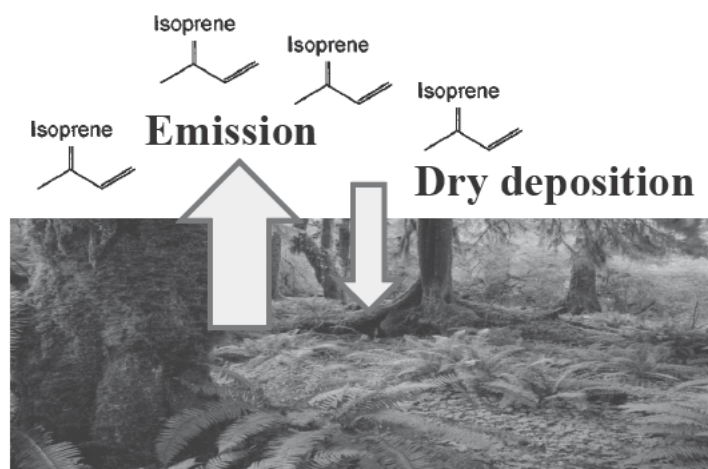 Isoprene
Isoprene
Isoprene
Isoprene
Emission
Dry deposition